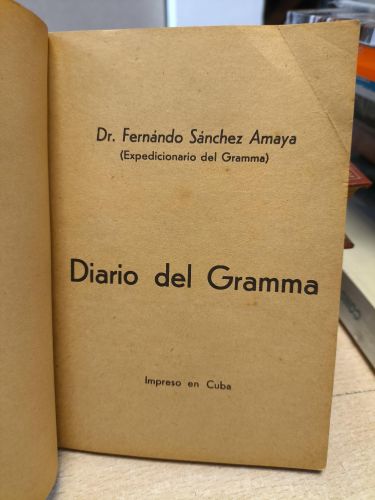 Dr. Fernándo Sánchez Amaya
(Expedicionario del Gramma)
Diario del Gramma
Impreso en Cuba